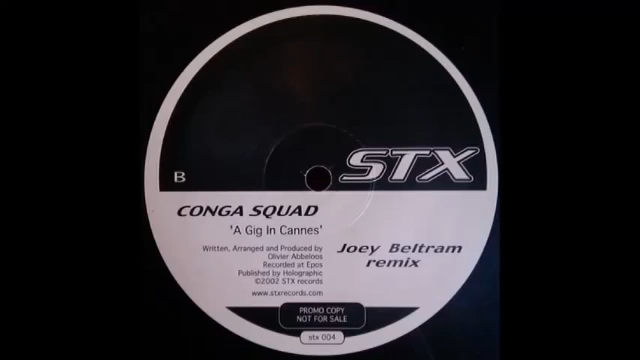 STX
B
CONGA SQUAD
'A Gig In Cannes'
Written, Arranged and Produced by
Olivier Abbeloos
Recorded at Epos
Published by Holographic
©2002 STX records
www.stxrecords.com
Joey Beltram
remix
PROMO COPY
NOT FOR SALE
stx 004